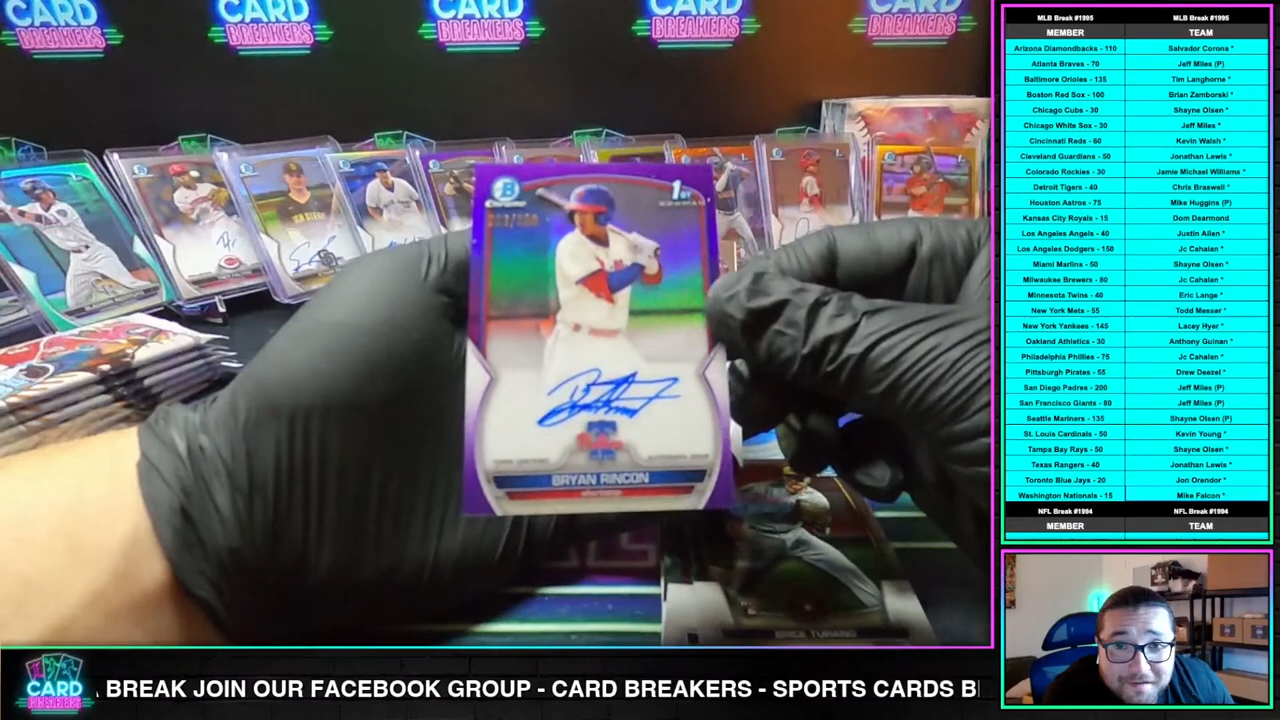 CARD
BREAKERS
CARD
BREAKERS
CARD
BREAKERS
CARD
BREAKERS
CARD
BREAKERS
1st
BRYAN RINCON
BRICE TURANG
MLB Break #1995 MLB Break #1995
MEMBER TEAM
Arizona Diamondbacks - 110 Salvador Corona *
Atlanta Braves - 70 Jeff Miles (P)
Baltimore Orioles - 135 Tim Langhorne *
Boston Red Sox - 100 Brian Zamborski *
Chicago Cubs - 30 Shayne Olsen *
Chicago White Sox - 30 Jeff Miles *
Cincinnati Reds - 60 Kevin Walsh *
Cleveland Guardians - 50 Jonathan Lewis *
Colorado Rockies - 30 Jamie Michael Williams *
Detroit Tigers - 40 Chris Braswell *
Houston Astros - 75 Mike Huggins (P)
Kansas City Royals - 15 Dom Dearmond
Los Angeles Angels - 40 Justin Allen *
Los Angeles Dodgers - 150 Jc Cahalan *
Miami Marlins - 50 Shayne Olsen *
Milwaukee Brewers - 80 Jc Cahalan *
Minnesota Twins - 40 Eric Lange *
New York Mets - 55 Todd Messer *
New York Yankees - 145 Lacey Hyer *
Oakland Athletics - 30 Anthony Guinan *
Philadelphia Phillies - 75 Jc Cahalan *
Pittsburgh Pirates - 55 Drew Deezel *
San Diego Padres - 200 Jeff Miles (P)
San Francisco Giants - 80 Jeff Miles (P)
Seattle Mariners - 135 Shayne Olsen (P)
St. Louis Cardinals - 50 Kevin Young *
Tampa Bay Rays - 50 Shayne Olsen *
Texas Rangers - 40 Jonathan Lewis *
Toronto Blue Jays - 20 Jon Orendor *
Washington Nationals - 15 Mike Falcon *
NFL Break #1994 NFL Break #1994
MEMBER TEAM
CARD
BREAKERS
BREAK JOIN OUR FACEBOOK GROUP - CARD BREAKERS - SPORTS CARDS